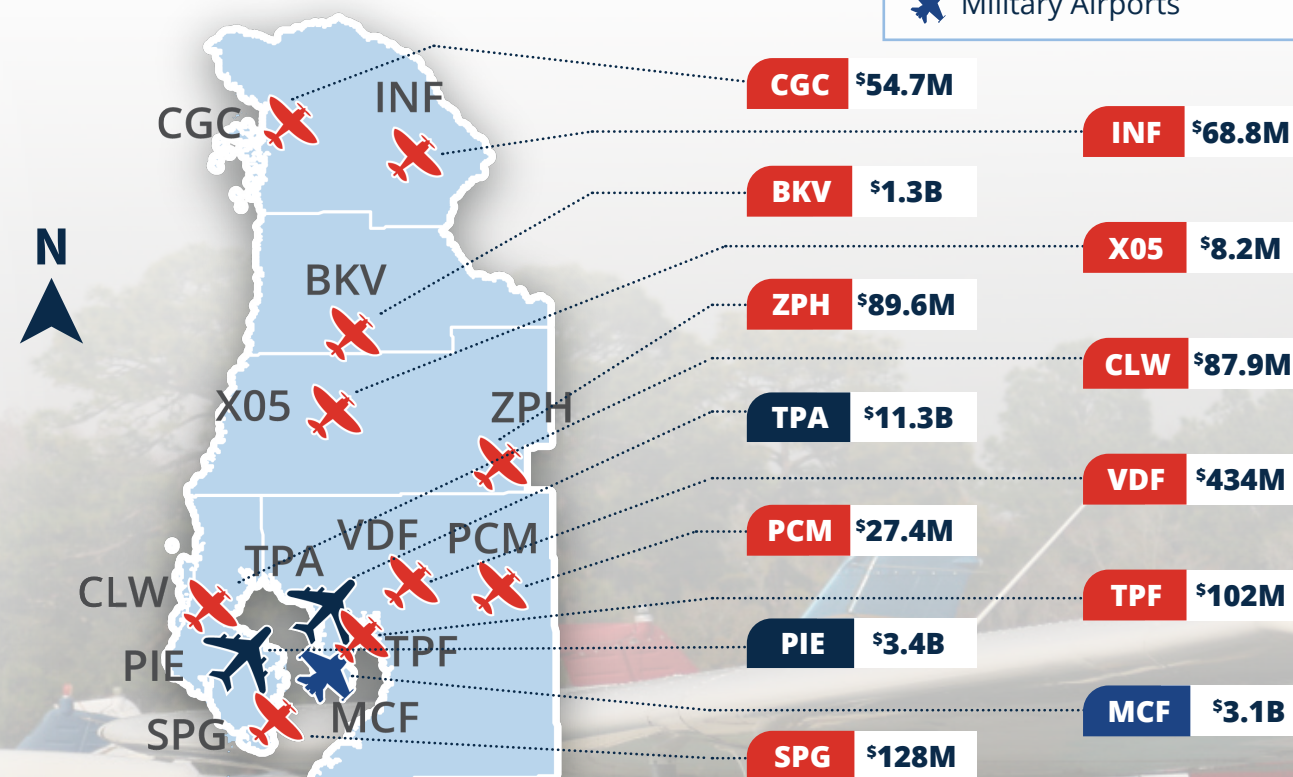 Military Airports
CGC $54.7M
INF $68.8M
BKV $1.3B
X05 $8.2M
ZPH $89.6M
CLW $87.9M
TPA $11.3B
VDF $434M
PCM $27.4M
TPF $102M
PIE $3.4B
MCF $3.1B
SPG $128M
N
CGC
INF
BKV
X05
ZPH
VDF
PCM
TPA
CLW
TPF
PIE
MCF
SPG